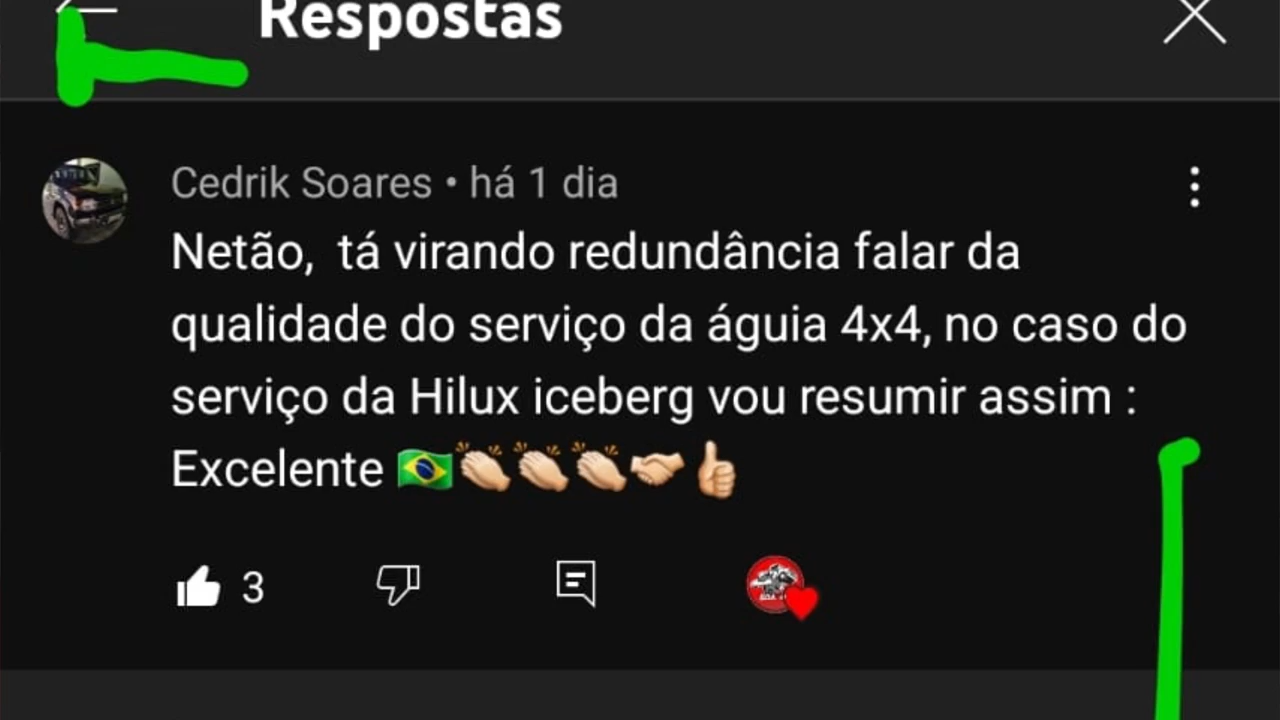 Respostas
Cedrik Soares • há 1 dia
Netão,  tá virando redundância falar da
qualidade do serviço da águia 4x4, no caso do
serviço da Hilux iceberg vou resumir assim :
Excelente 🇧🇷👏🏻👏🏻👏🏻🤝🏻👍🏻
3